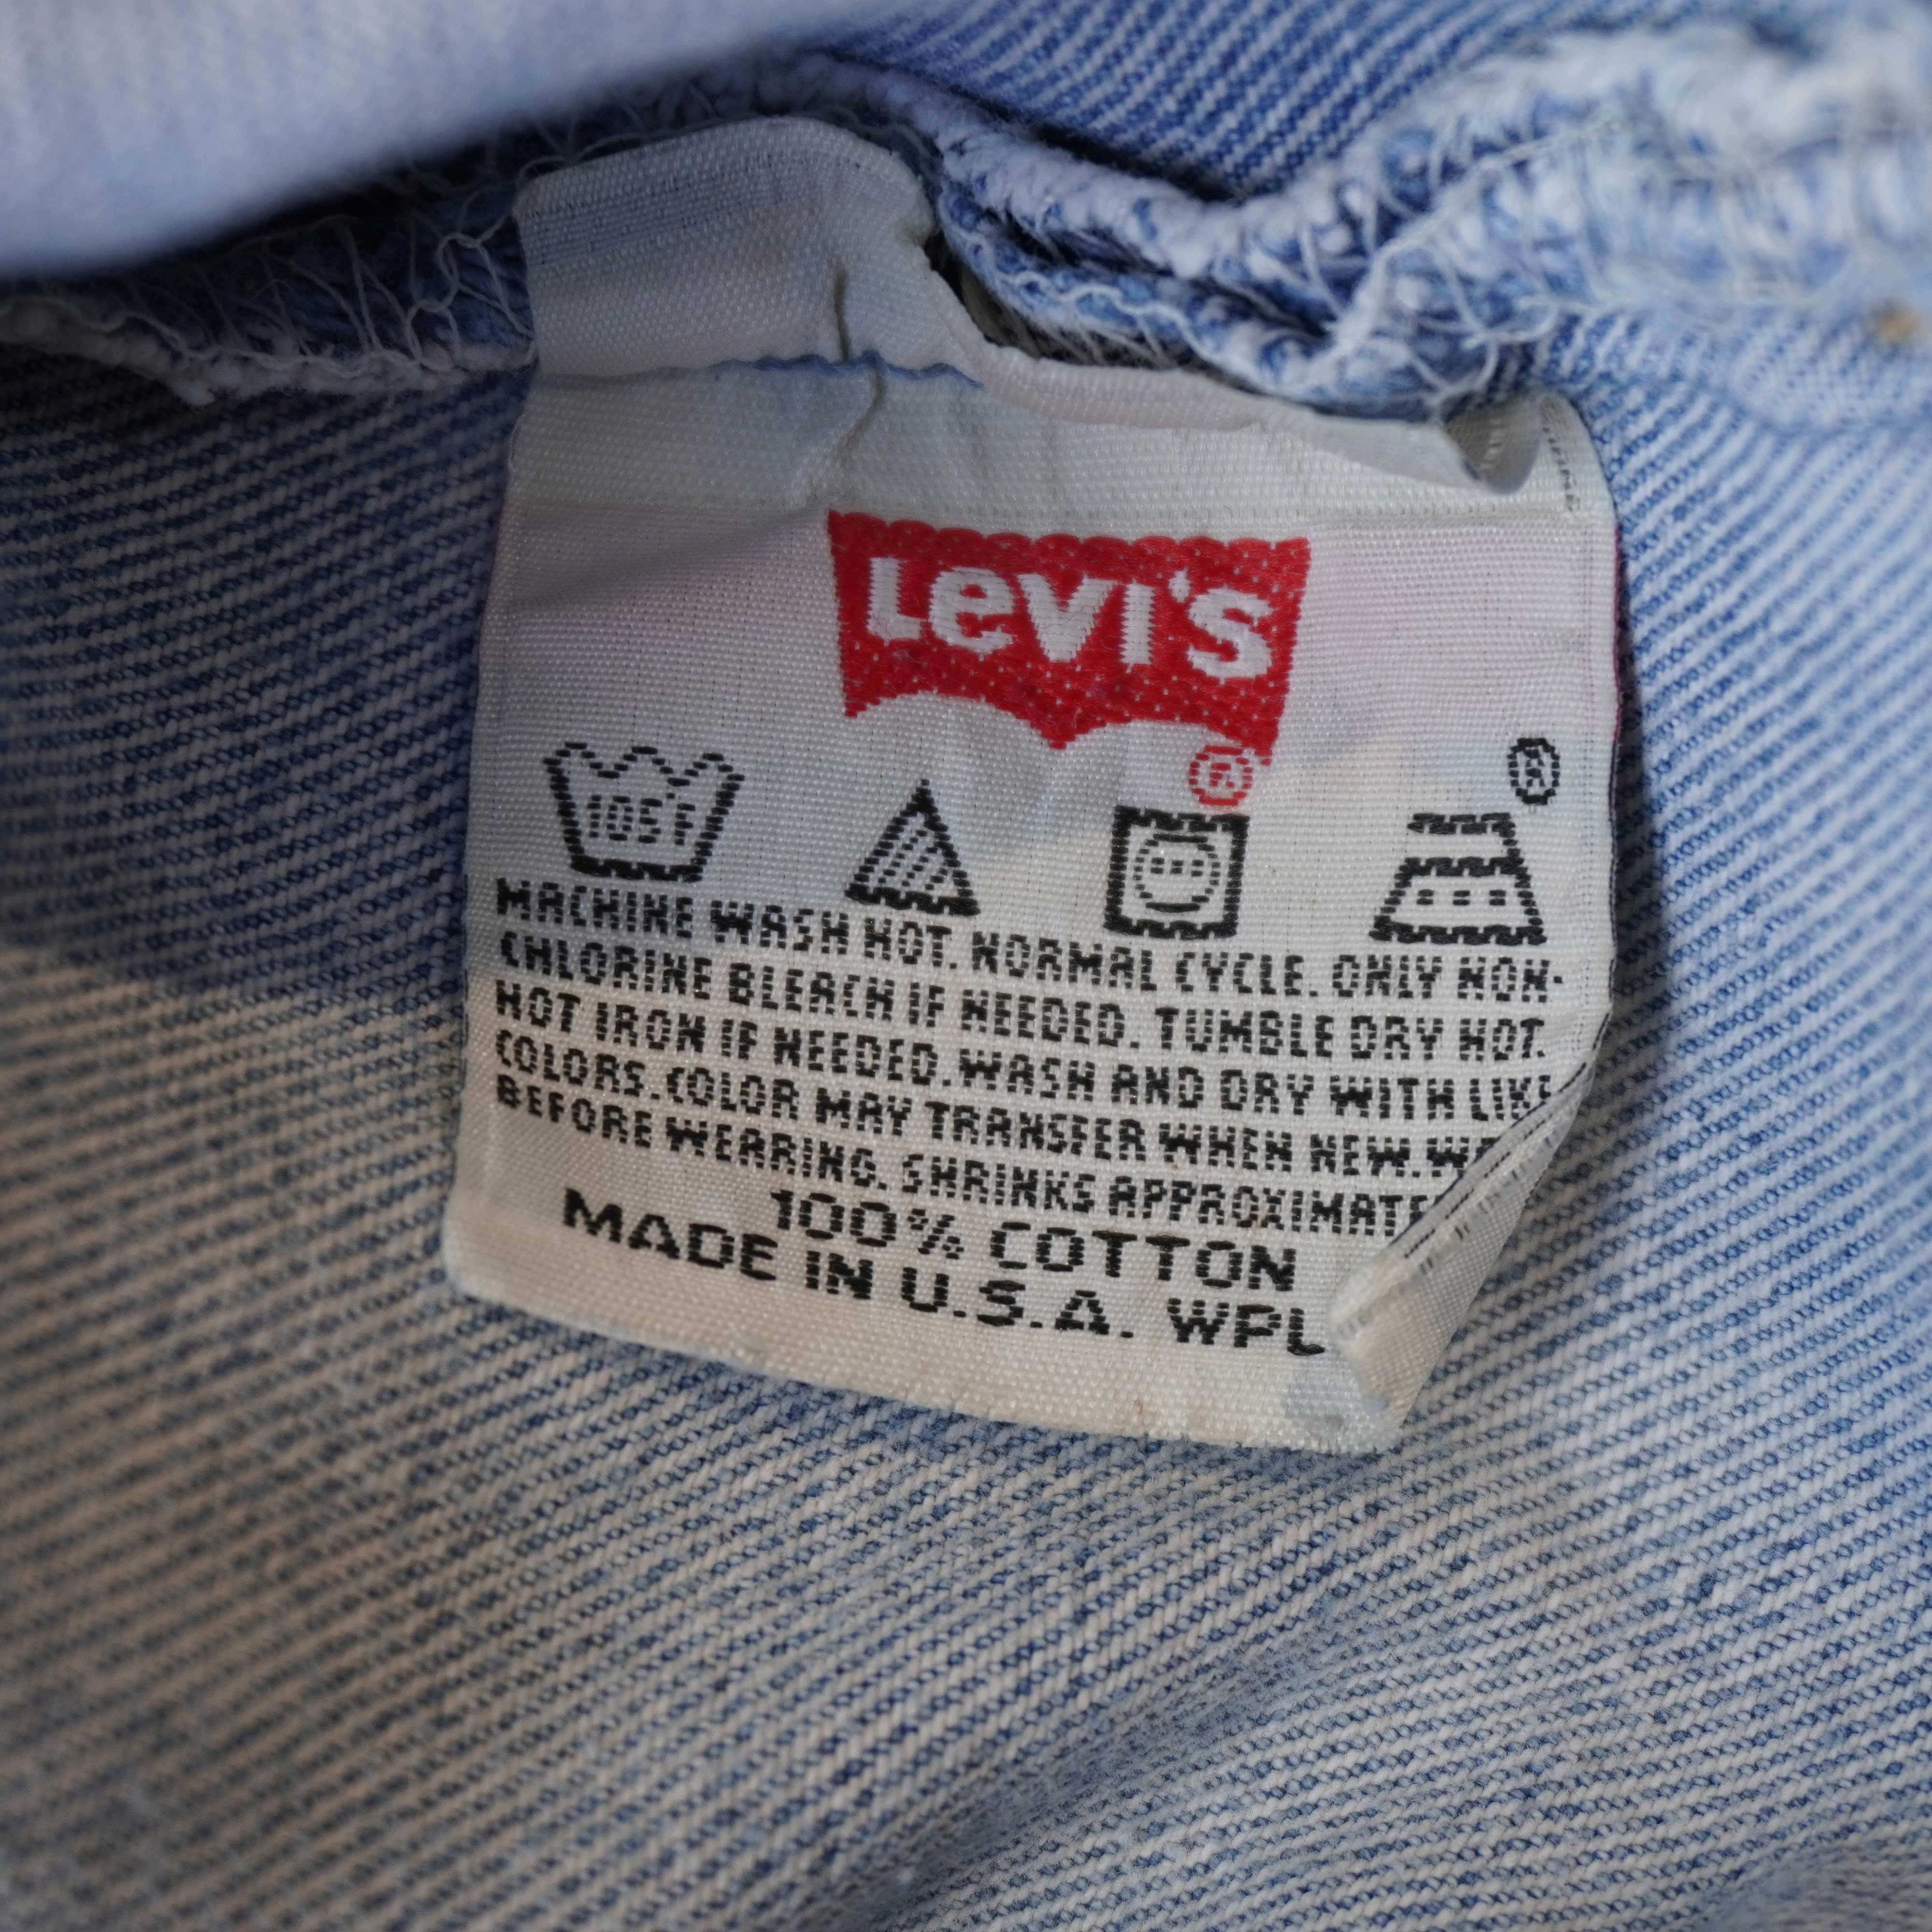 Levi's
®
®
105°F
MACHINE WASH HOT. NORMAL CYCLE. ONLY NON-
CHLORINE BLEACH IF NEEDED. TUMBLE DRY HOT.
HOT IRON IF NEEDED. WASH AND DRY WITH LIKE
COLORS. COLOR MAY TRANSFER WHEN NEW.
BEFORE WEARING. SHRINKS
100% COTTON
MADE IN U.S.A. WPL